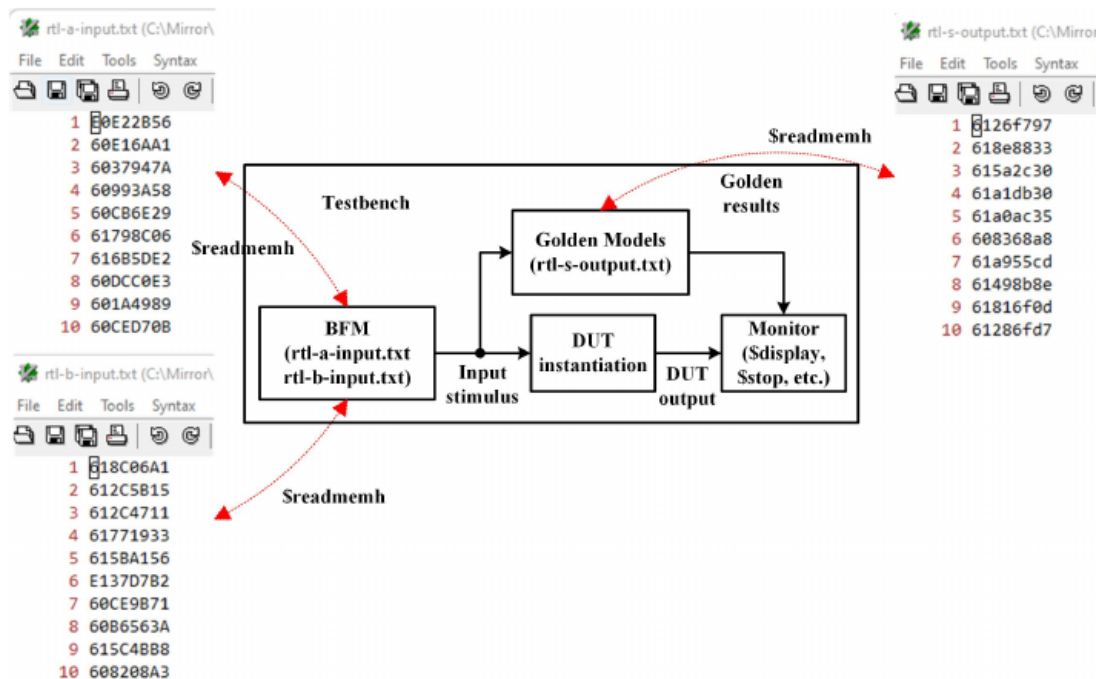 rtl-a-input.txt (C:\Mirror\
File Edit Tools Syntax
1 E0E22B56
2 60E16AA1
3 6037947A
4 60993A58
5 60CB6E29
6 61798C06
7 616B5DE2
8 60DCC0E3
9 601A4989
10 60CED70B
rtl-b-input.txt (C:\Mirror\
File Edit Tools Syntax
1 618C06A1
2 612C5B15
3 612C4711
4 61771933
5 615BA156
6 E137D7B2
7 60CE9B71
8 60B6563A
9 615C4BB8
10 608208A3
$readmemh
$readmemh
Testbench
BFM
(rtl-a-input.txt
rtl-b-input.txt)
Input
stimulus
Golden Models
(rtl-s-output.txt)
DUT
instantiation
DUT
output
Golden
results
Monitor
($display,
$stop, etc.)
$readmemh
rtl-s-output.txt (C:\Mirror
File Edit Tools Syntax
1 6126f797
2 618e8833
3 615a2c30
4 61a1db30
5 61a0ac35
6 608368a8
7 61a955cd
8 61498b8e
9 61816f0d
10 61286fd7